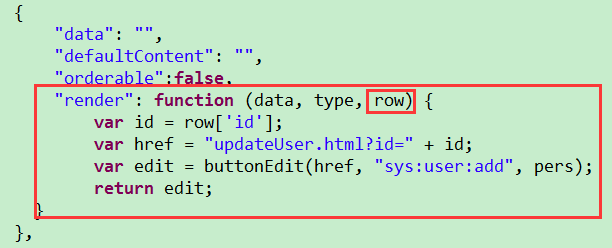 {
"data": "",
"defaultContent": "",
"orderable":false,
"render": function (data, type, row) {
var id = row['id'];
var href = "updateUser.html?id=" + id;
var edit = buttonEdit(href, "sys:user:add", pers);
return edit;
}
},